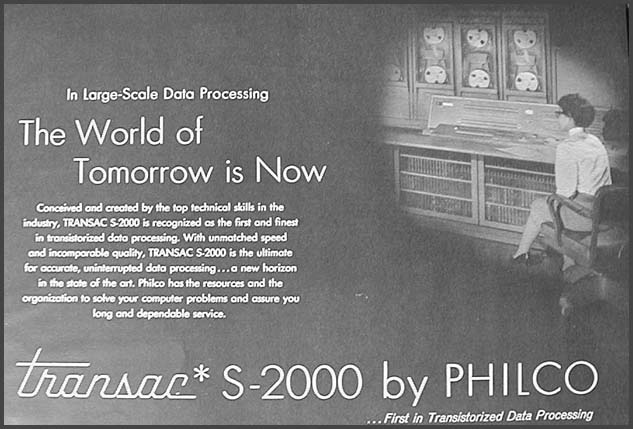 In Large-Scale Data Processing
The World of
Tomorrow is Now
Conceived and created by the top technical skills in the
industry, TRANSAC S-2000 is recognized as the first and finest
in transistorized data processing. With unmatched speed
and incomparable quality, TRANSAC S-2000 is the ultimate
for accurate, uninterrupted data processing...a new horizon
in the state of the art. Philco has the resources and the
organization to solve your computer problems and assure you
long and dependable service.
transac* S-2000 by PHILCO
...First in Transistorized Data Processing